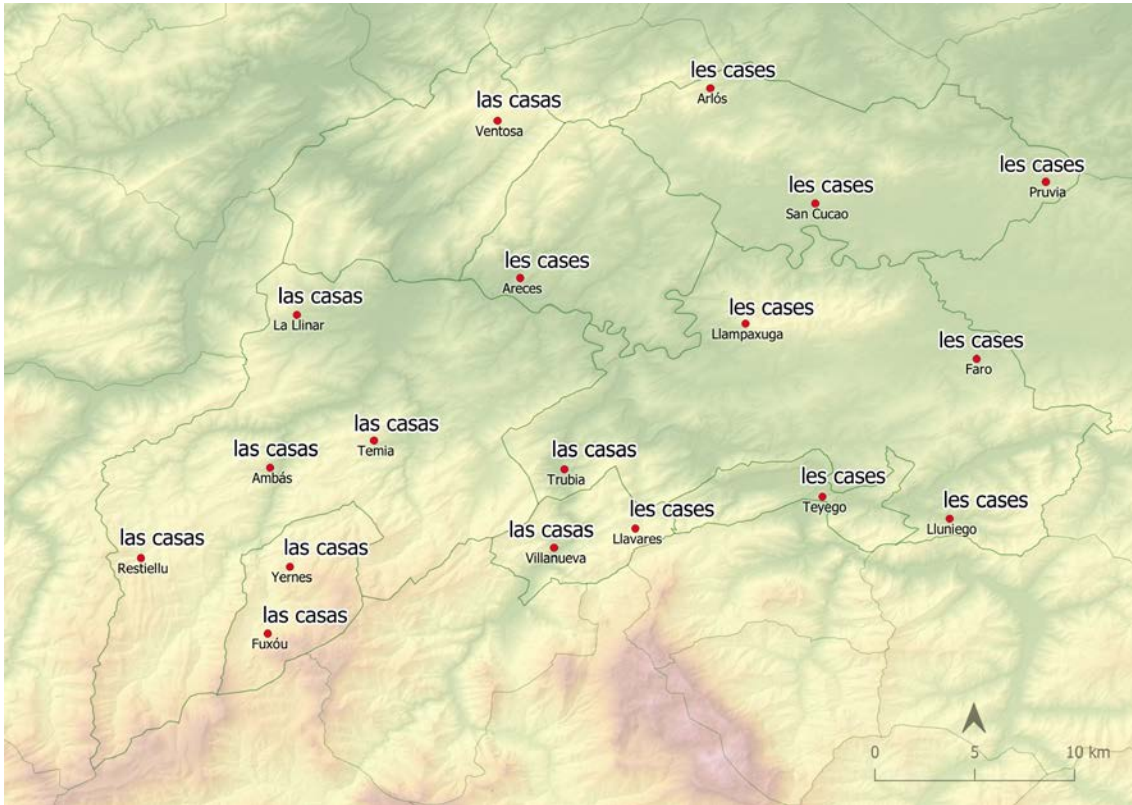 les cases
Arlós
las casas
Ventosa
les cases
Pruvia
les cases
San Cucao
les cases
Areces
las casas
La Llinar
les cases
Llampaxuga
les cases
Faro
las casas
Temia
las casas
Ambás
las casas
Trubia
les cases
Teyego
les cases
Lluniego
les cases
Llavares
las casas
Villanueva
las casas
Restiellu
las casas
Yernes
las casas
Fuxóu
0 5 10 km